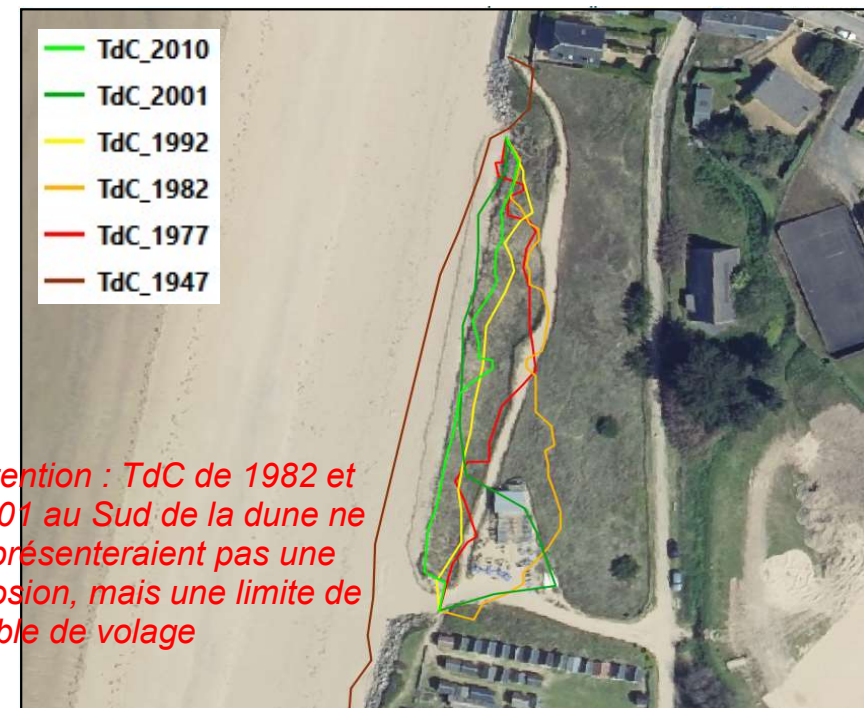 TdC_2010
TdC_2001
TdC_1992
TdC_1982
TdC_1977
TdC_1947
ention : TdC de 1982 et
01 au Sud de la dune ne
présenteraient pas une
osion, mais une limite de
ble de volage